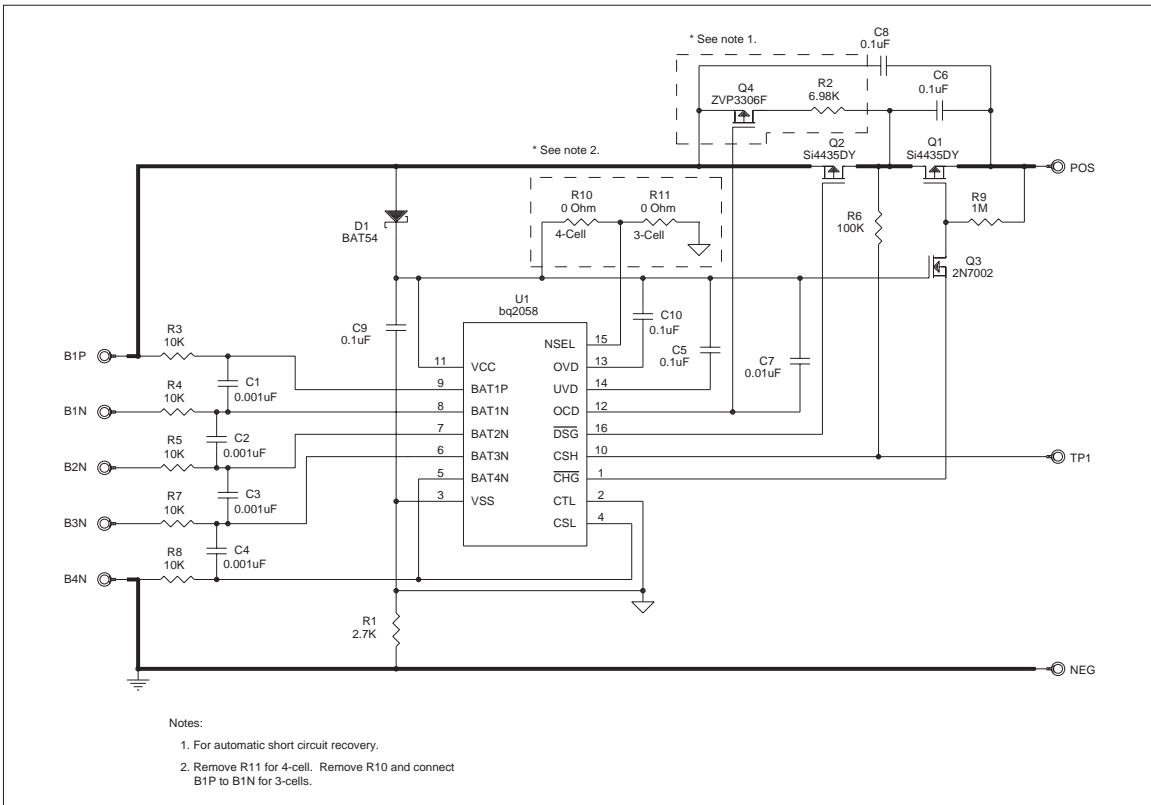 * See note 1.
C8
0.1uF
Q4
ZVP3306F
R2
6.98K
C6
0.1uF
* See note 2.
Q2
Si4435DY
Q1
Si4435DY
POS
R10
0 Ohm
4-Cell
R11
0 Ohm
3-Cell
R9
1M
D1
BAT54
R6
100K
Q3
2N7002
U1
bq2058
C9
0.1uF
C10
0.1uF
C5
0.1uF
C7
0.01uF
B1P
R3
10K
C1
0.001uF
B1N
R4
10K
C2
0.001uF
B2N
R5
10K
C3
0.001uF
B3N
R7
10K
C4
0.001uF
B4N
R8
10K
NSEL 15
11 VCC OVD 13
9 BAT1P UVD 14
8 BAT1N OCD 12
7 BAT2N DSG 16
6 BAT3N CSH 10
TP1
5 BAT4N CHG 1
3 VSS CTL 2
CSL 4
R1
2.7K
NEG
Notes:
1. For automatic short circuit recovery.
2. Remove R11 for 4-cell. Remove R10 and connect
B1P to B1N for 3-cells.